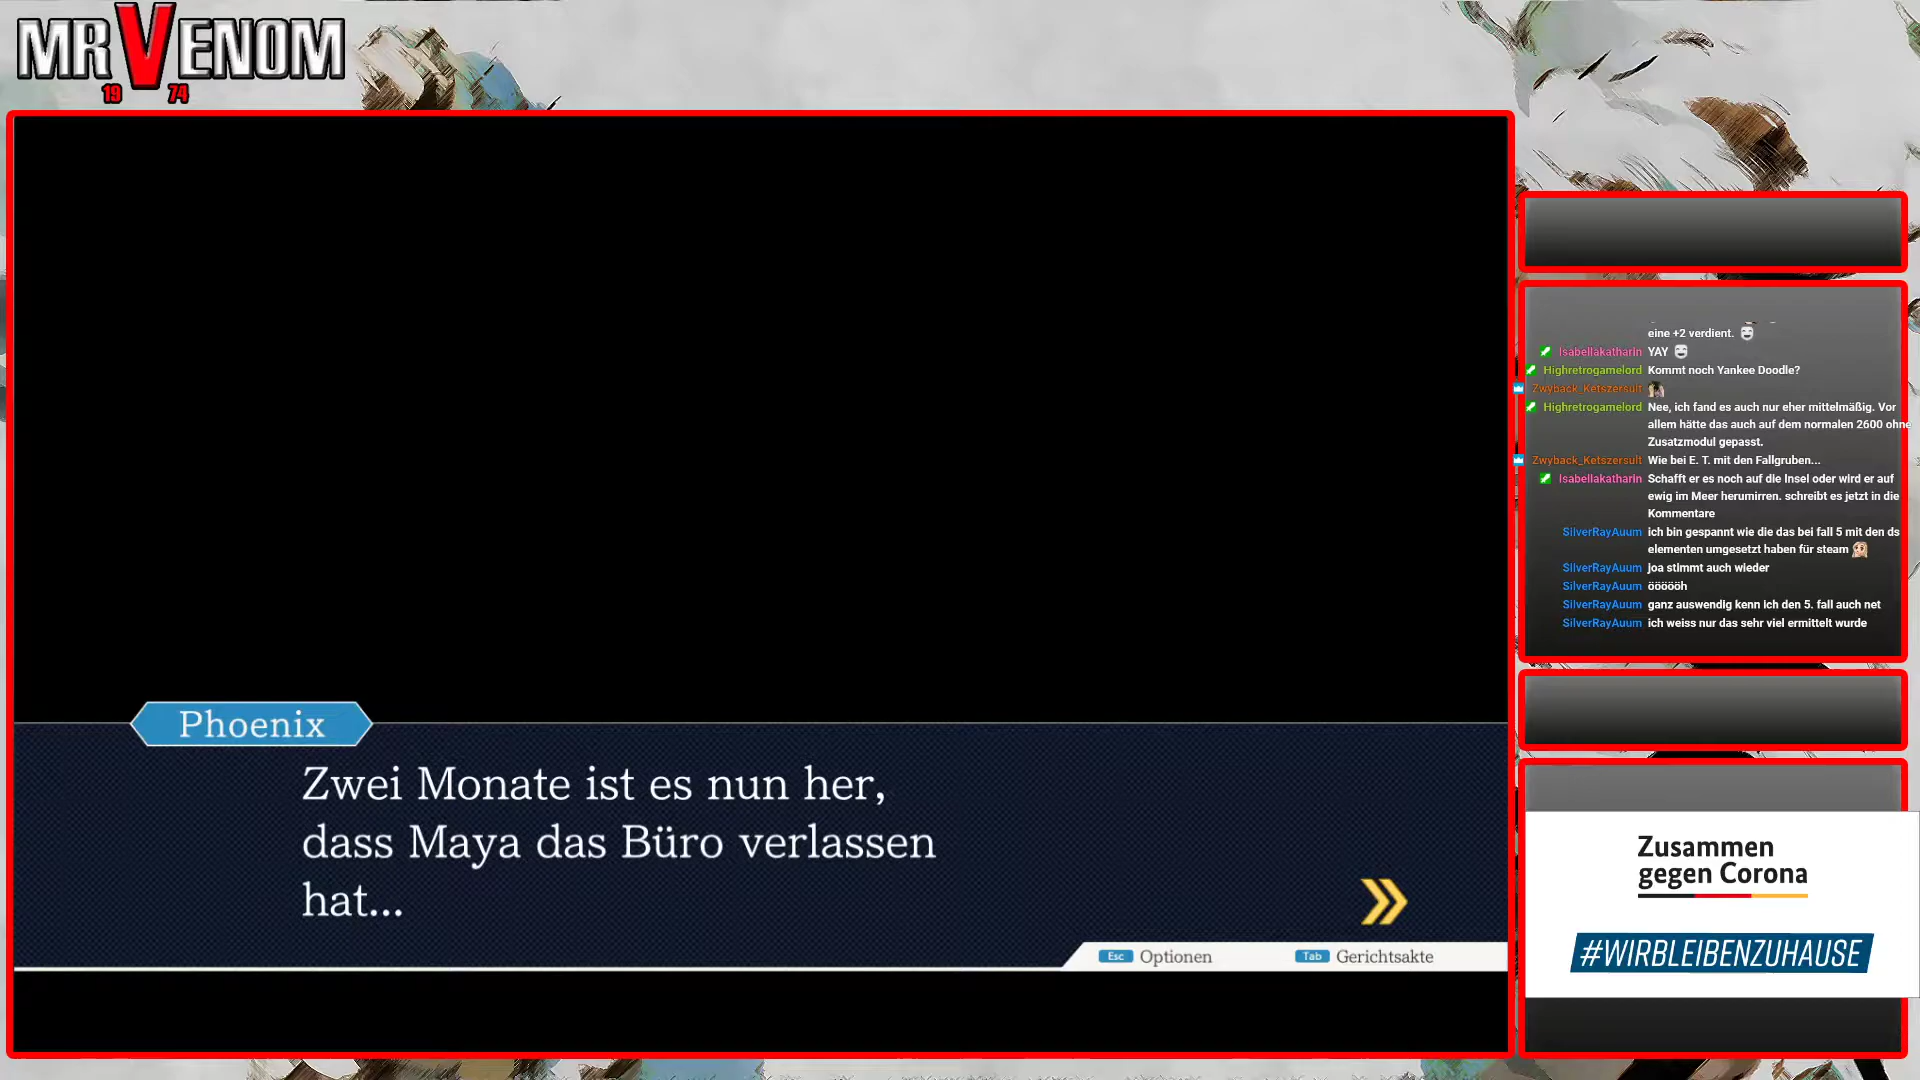 MRVENOM
19 74
eine +2 verdient.
Isabellakatharin YAY
Highretrogamelord Kommt noch Yankee Doodle?
Zwyback_Ketszersult
Highretrogamelord Nee, ich fand es auch nur eher mittelmäßig. Vor
allem hätte das auch auf dem normalen 2600 ohne
Zusatzmodul gepasst.
Zwyback_Ketszersult Wie bei E. T. mit den Fallgruben...
Isabellakatharin Schafft er es noch auf die Insel oder wird er auf
ewig im Meer herumirren. schreibt es jetzt in die
Kommentare
SilverRayAuum ich bin gespannt wie die das bei fall 5 mit den ds
elementen umgesetzt haben für steam
SilverRayAuum joa stimmt auch wieder
SilverRayAuum ööööh
SilverRayAuum ganz auswendig kenn ich den 5. fall auch net
SilverRayAuum ich weiss nur das sehr viel ermittelt wurde
Phoenix
Zwei Monate ist es nun her,
dass Maya das Büro verlassen
hat...
Esc Optionen Tab Gerichtsakte
Zusammen
gegen Corona
#WIRBLEIBENZUHAUSE